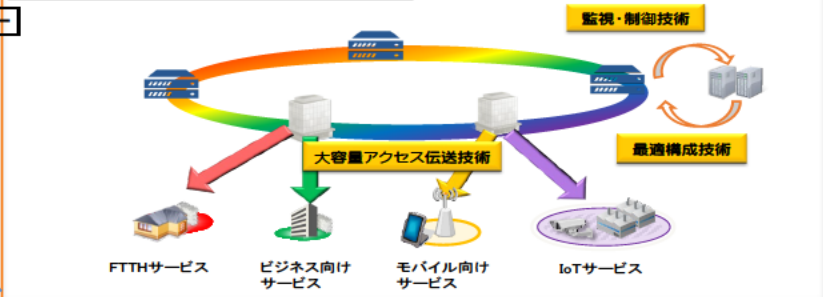 監視・制御技術
大容量アクセス伝送技術
最適構成技術
FTTHサービス
ビジネス向け
サービス
モバイル向け
サービス
IoTサービス